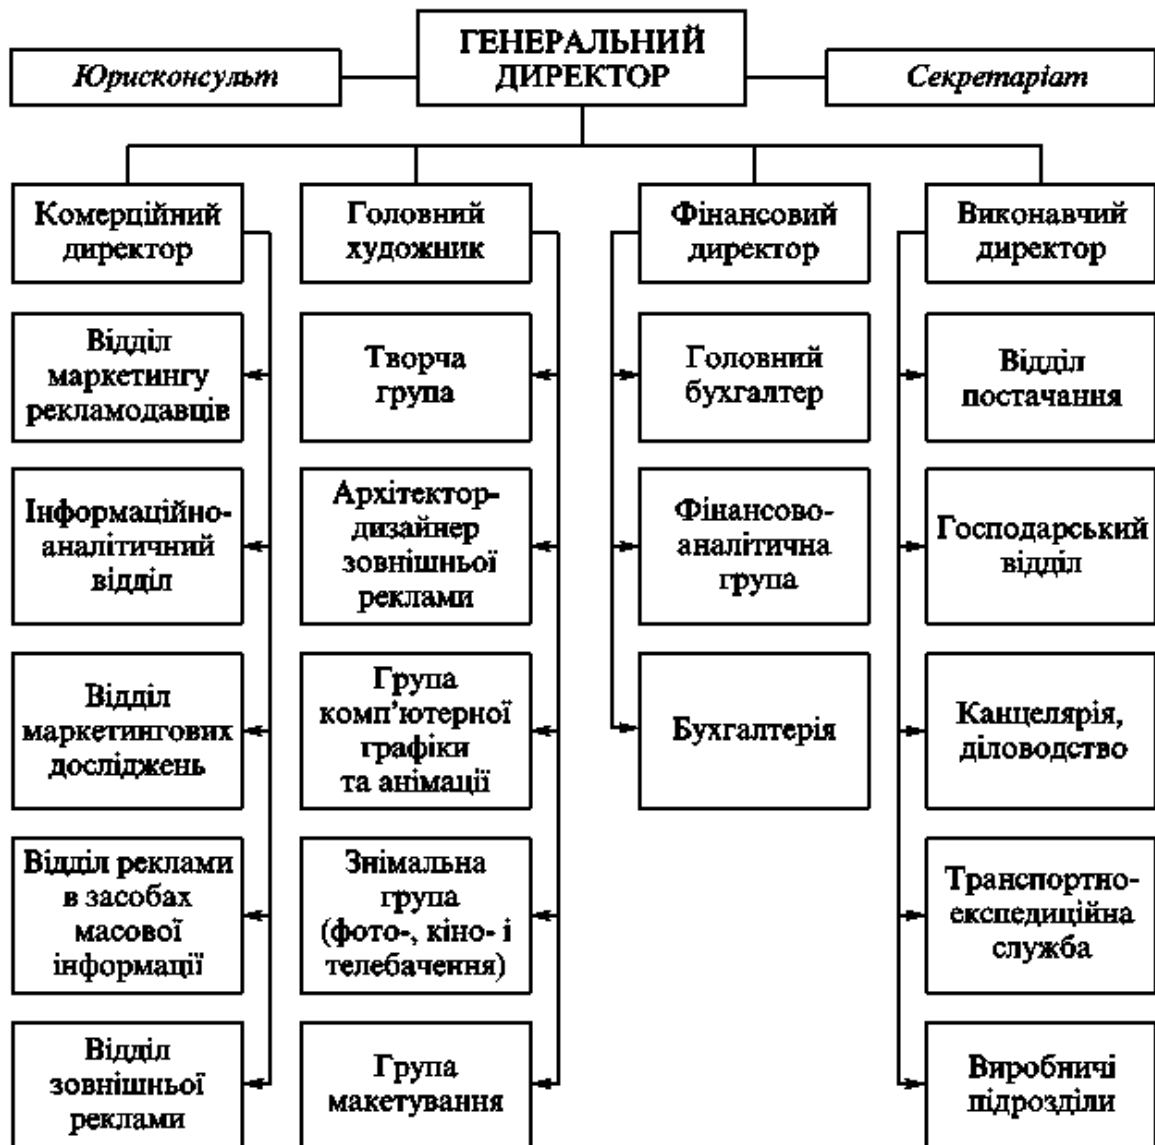 ГЕНЕРАЛЬНИЙ
ДИРЕКТОР
Юрисконсульт
Секретаріат
Комерційний
директор
Відділ
маркетингу
рекламодавців
Інформаційно-
аналітичний
відділ
Відділ
маркетингових
досліджень
Відділ реклами
в засобах
масової
інформації
Відділ
зовнішньої
реклами
Головний
художник
Творча
група
Архітектор-
дизайнер
зовнішньої
реклами
Група
комп’ютерної
графіки
та анімації
Знімальна
група
(фото-, кіно- і
телебачення)
Група
макетування
Фінансовий
директор
Головний
бухгалтер
Фінансово-
аналітична
група
Бухгалтерія
Виконавчий
директор
Відділ
постачання
Господарський
відділ
Канцелярія,
діловодство
Транспортно-
експедиційна
служба
Виробничі
підрозділи